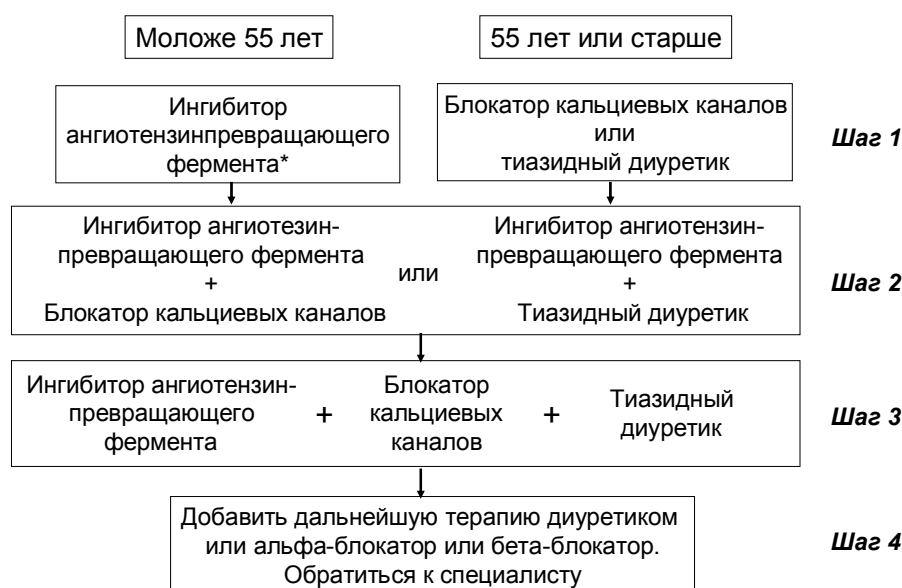 Моложе 55 лет
55 лет или старше
Ингибитор
ангиотензинпревращающего
фермента*
Блокатор кальциевых каналов
или
тиазидный диуретик
Шаг 1
Ингибитор ангиотезин-
превращающего фермента
+
Блокатор кальциевых каналов
или
Ингибитор ангиотензин-
превращающего фермента
+
Тиазидный диуретик
Шаг 2
Ингибитор ангиотензин-
превращающего
фермента
+
Блокатор
кальциевых
каналов
+
Тиазидный
диуретик
Шаг 3
Добавить дальнейшую терапию диуретиком
или альфа-блокатор или бета-блокатор.
Обратиться к специалисту
Шаг 4